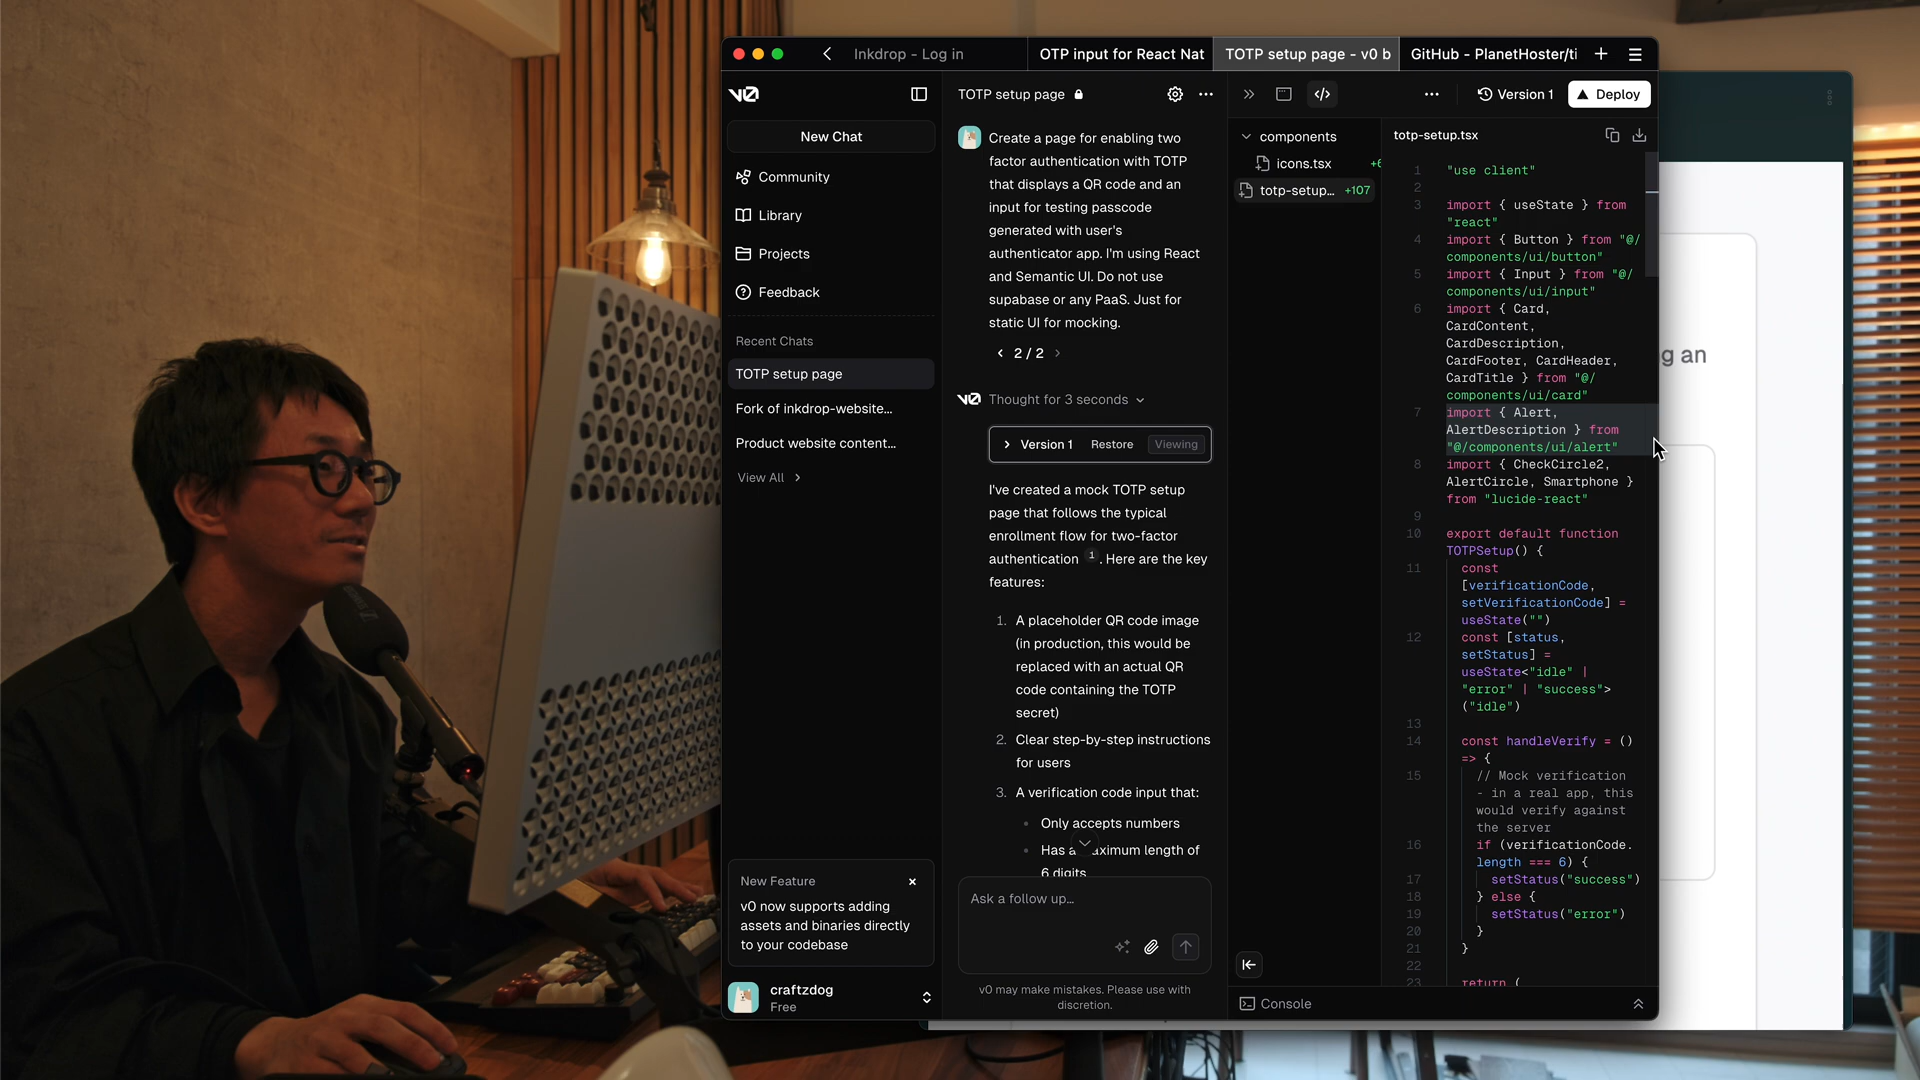 Inkdrop - Log in
OTP input for React Nat
TOTP setup page - v0 b
GitHub - PlanetHoster/ti
v0
New Chat
Community
Library
Projects
Feedback
Recent Chats
TOTP setup page
Fork of inkdrop-website...
Product website content...
View All
New Feature
v0 now supports adding
assets and binaries directly
to your codebase
craftzdog
Free
TOTP setup page
Create a page for enabling two
factor authentication with TOTP
that displays a QR code and an
input for testing passcode
generated with user's
authenticator app. I'm using React
and Semantic UI. Do not use
supabase or any PaaS. Just for
static UI for mocking.
2 / 2
v0 Thought for 3 seconds
Version 1 Restore Viewing
I've created a mock TOTP setup
page that follows the typical
enrollment flow for two-factor
authentication 1 . Here are the key
features:
1. A placeholder QR code image
(in production, this would be
replaced with an actual QR
code containing the TOTP
secret)
2. Clear step-by-step instructions
for users
3. A verification code input that:
• Only accepts numbers
• Has a maximum length of
6 digits
Ask a follow up...
v0 may make mistakes. Please use with
discretion.
Version 1
Deploy
components
icons.tsx
totp-setup... +107
totp-setup.tsx
1 "use client"
2
3 import { useState } from
"react"
4 import { Button } from "@/
components/ui/button"
5 import { Input } from "@/
components/ui/input"
6 import { Card,
CardContent,
CardDescription,
CardFooter, CardHeader,
CardTitle } from "@/
components/ui/card"
7 import { Alert,
AlertDescription } from
"@/components/ui/alert"
8 import { CheckCircle2,
AlertCircle, Smartphone }
from "lucide-react"
9
10 export default function
TOTPSetup() {
11 const
[verificationCode,
setVerificationCode] =
useState("")
12 const [status,
setStatus] =
useState<"idle" |
"error" | "success">
("idle")
13
14 const handleVerify = ()
=> {
15 // Mock verification
- in a real app, this
would verify against
the server
16 if (verificationCode.
length === 6) {
17 setStatus("success")
18 } else {
19 setStatus("error")
20 }
21 }
22
23 return (
Console
g an